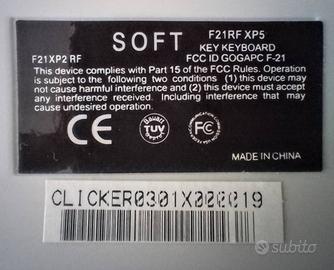 SOFT
F21RF XP5
KEY KEYBOARD
F21XP2 RF
FCC ID GOGAPC F-21
This device complies with Part 15 of the FCC Rules. Operation
is subject to the two conditions (1) this device may
not cause harmful interference and (2) this device must accept
any interference received. Including interference that may
cause undesired operation.
CE
Bauart
TUV
FC
MADE IN CHINA
CLICKER0301X000019
subito